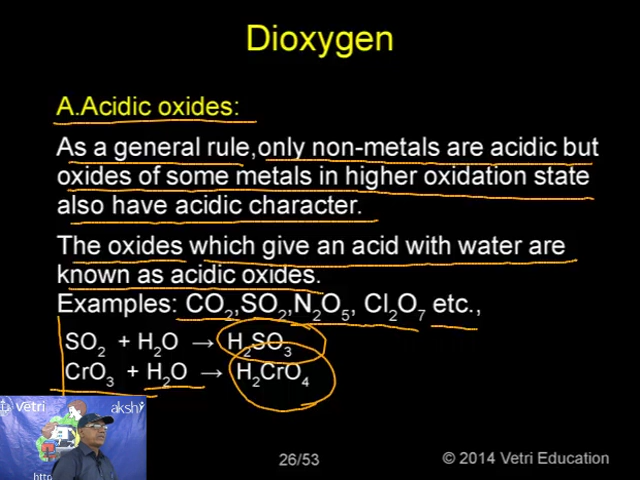 Dioxygen
A.Acidic oxides:
As a general rule,only non-metals are acidic but
oxides of some metals in higher oxidation state
also have acidic character.
The oxides which give an acid with water are
known as acidic oxides.
Examples: CO₂,SO₂,N₂O₅, Cl₂O₇ etc.,
SO₂ + H₂O → H₂SO₃
CrO₃ + H₂O → H₂CrO₄
vetri
akshi
http
26/53
© 2014 Vetri Education